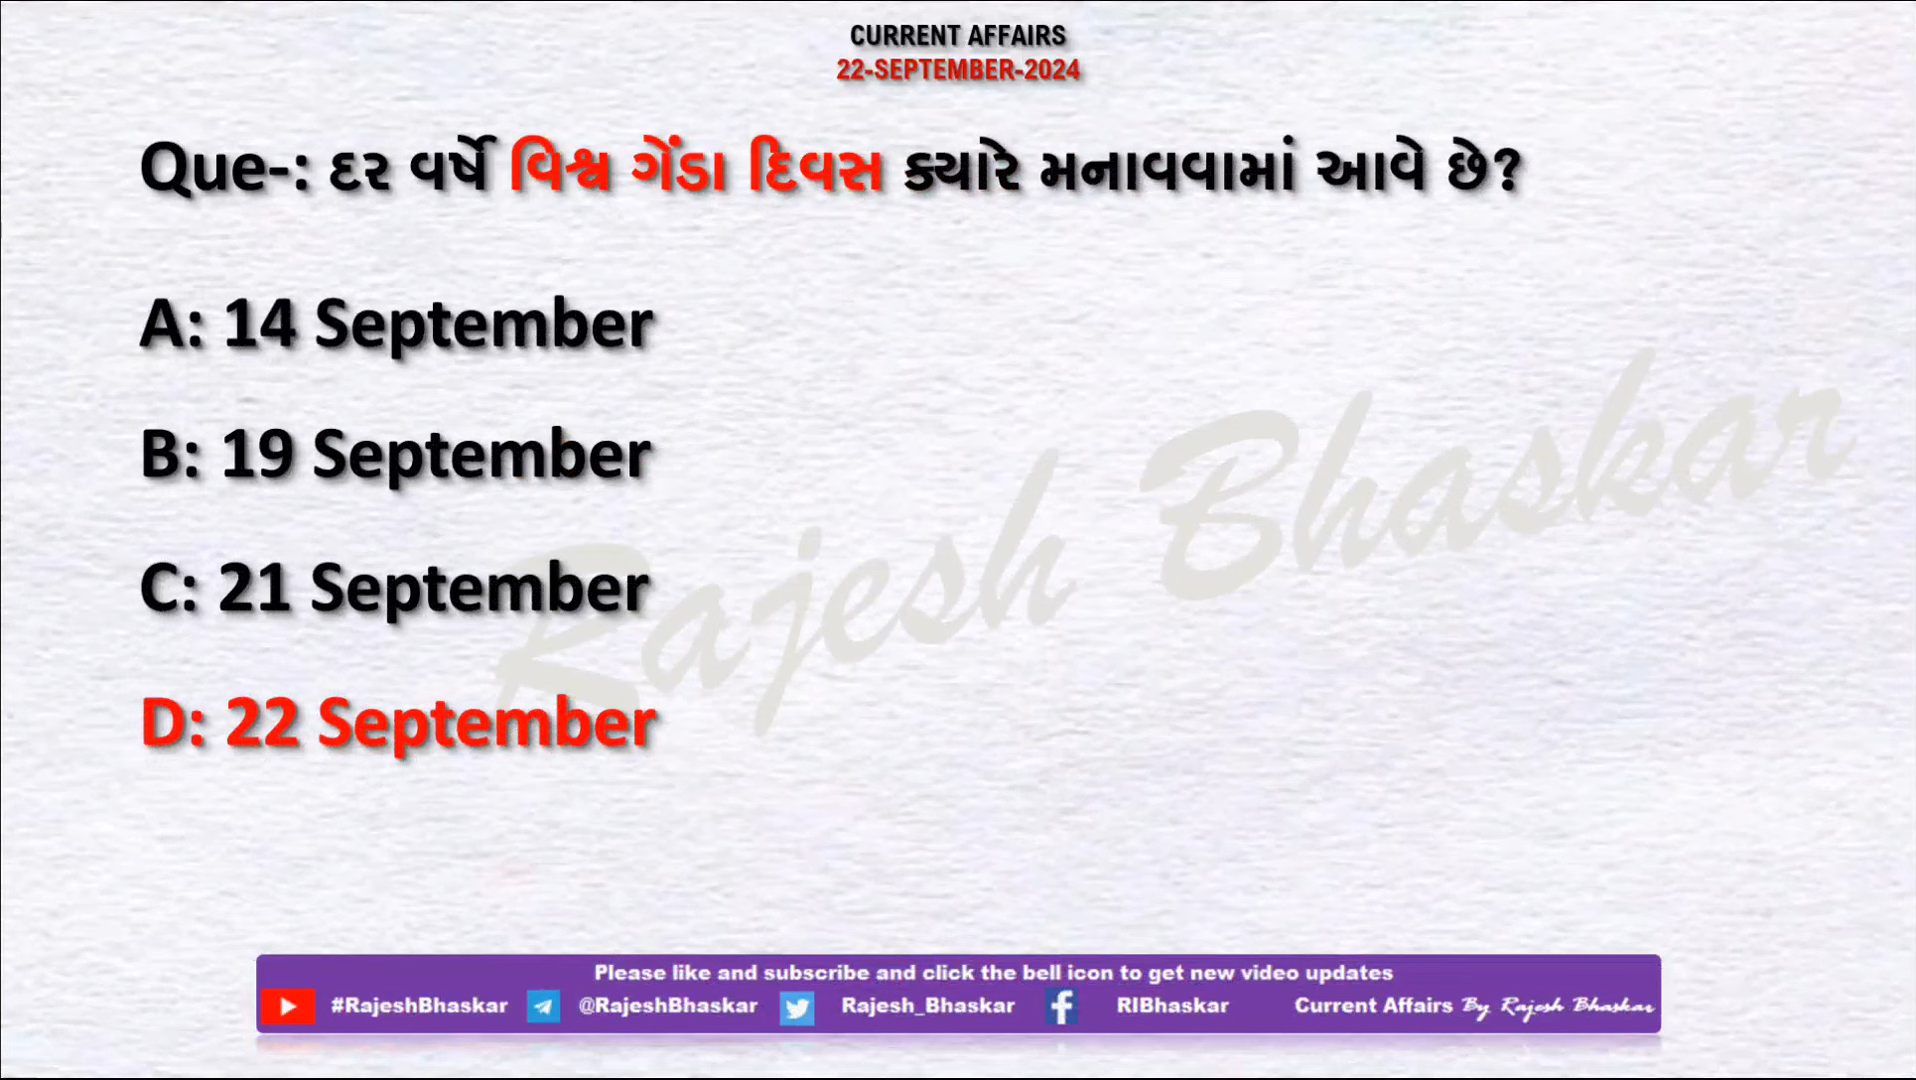 CURRENT AFFAIRS
22-SEPTEMBER-2024
Que-: દર વર્ષે વિશ્વ ગેંડા દિવસ ક્યારે મનાવવામાં આવે છે?
A: 14 September
B: 19 September
C: 21 September
D: 22 September
Rajesh Bhaskar
Please like and subscribe and click the bell icon to get new video updates
#RajeshBhaskar @RajeshBhaskar Rajesh_Bhaskar RIBhaskar Current Affairs By Rajesh Bhaskar